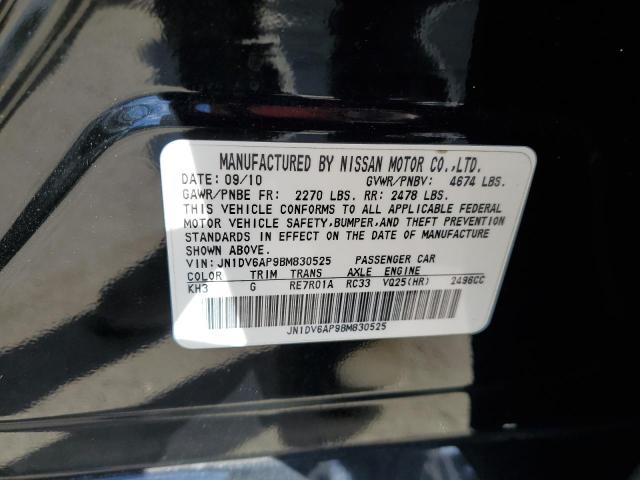 MANUFACTURED BY NISSAN MOTOR CO.,LTD.
DATE: 09/10 GVWR/PNBV: 4674 LBS.
GAWR/PNBE FR: 2270 LBS. RR: 2478 LBS.
THIS VEHICLE CONFORMS TO ALL APPLICABLE FEDERAL
MOTOR VEHICLE SAFETY,BUMPER,AND THEFT PREVENTION
STANDARDS IN EFFECT ON THE DATE OF MANUFACTURE
SHOWN ABOVE.
VIN: JN1DV6AP9BM830525 PASSENGER CAR
COLOR TRIM TRANS AXLE ENGINE
KH3 G RE7R01A RC33 VQ25(HR) 2496CC
JN1DV6AP9BM830525